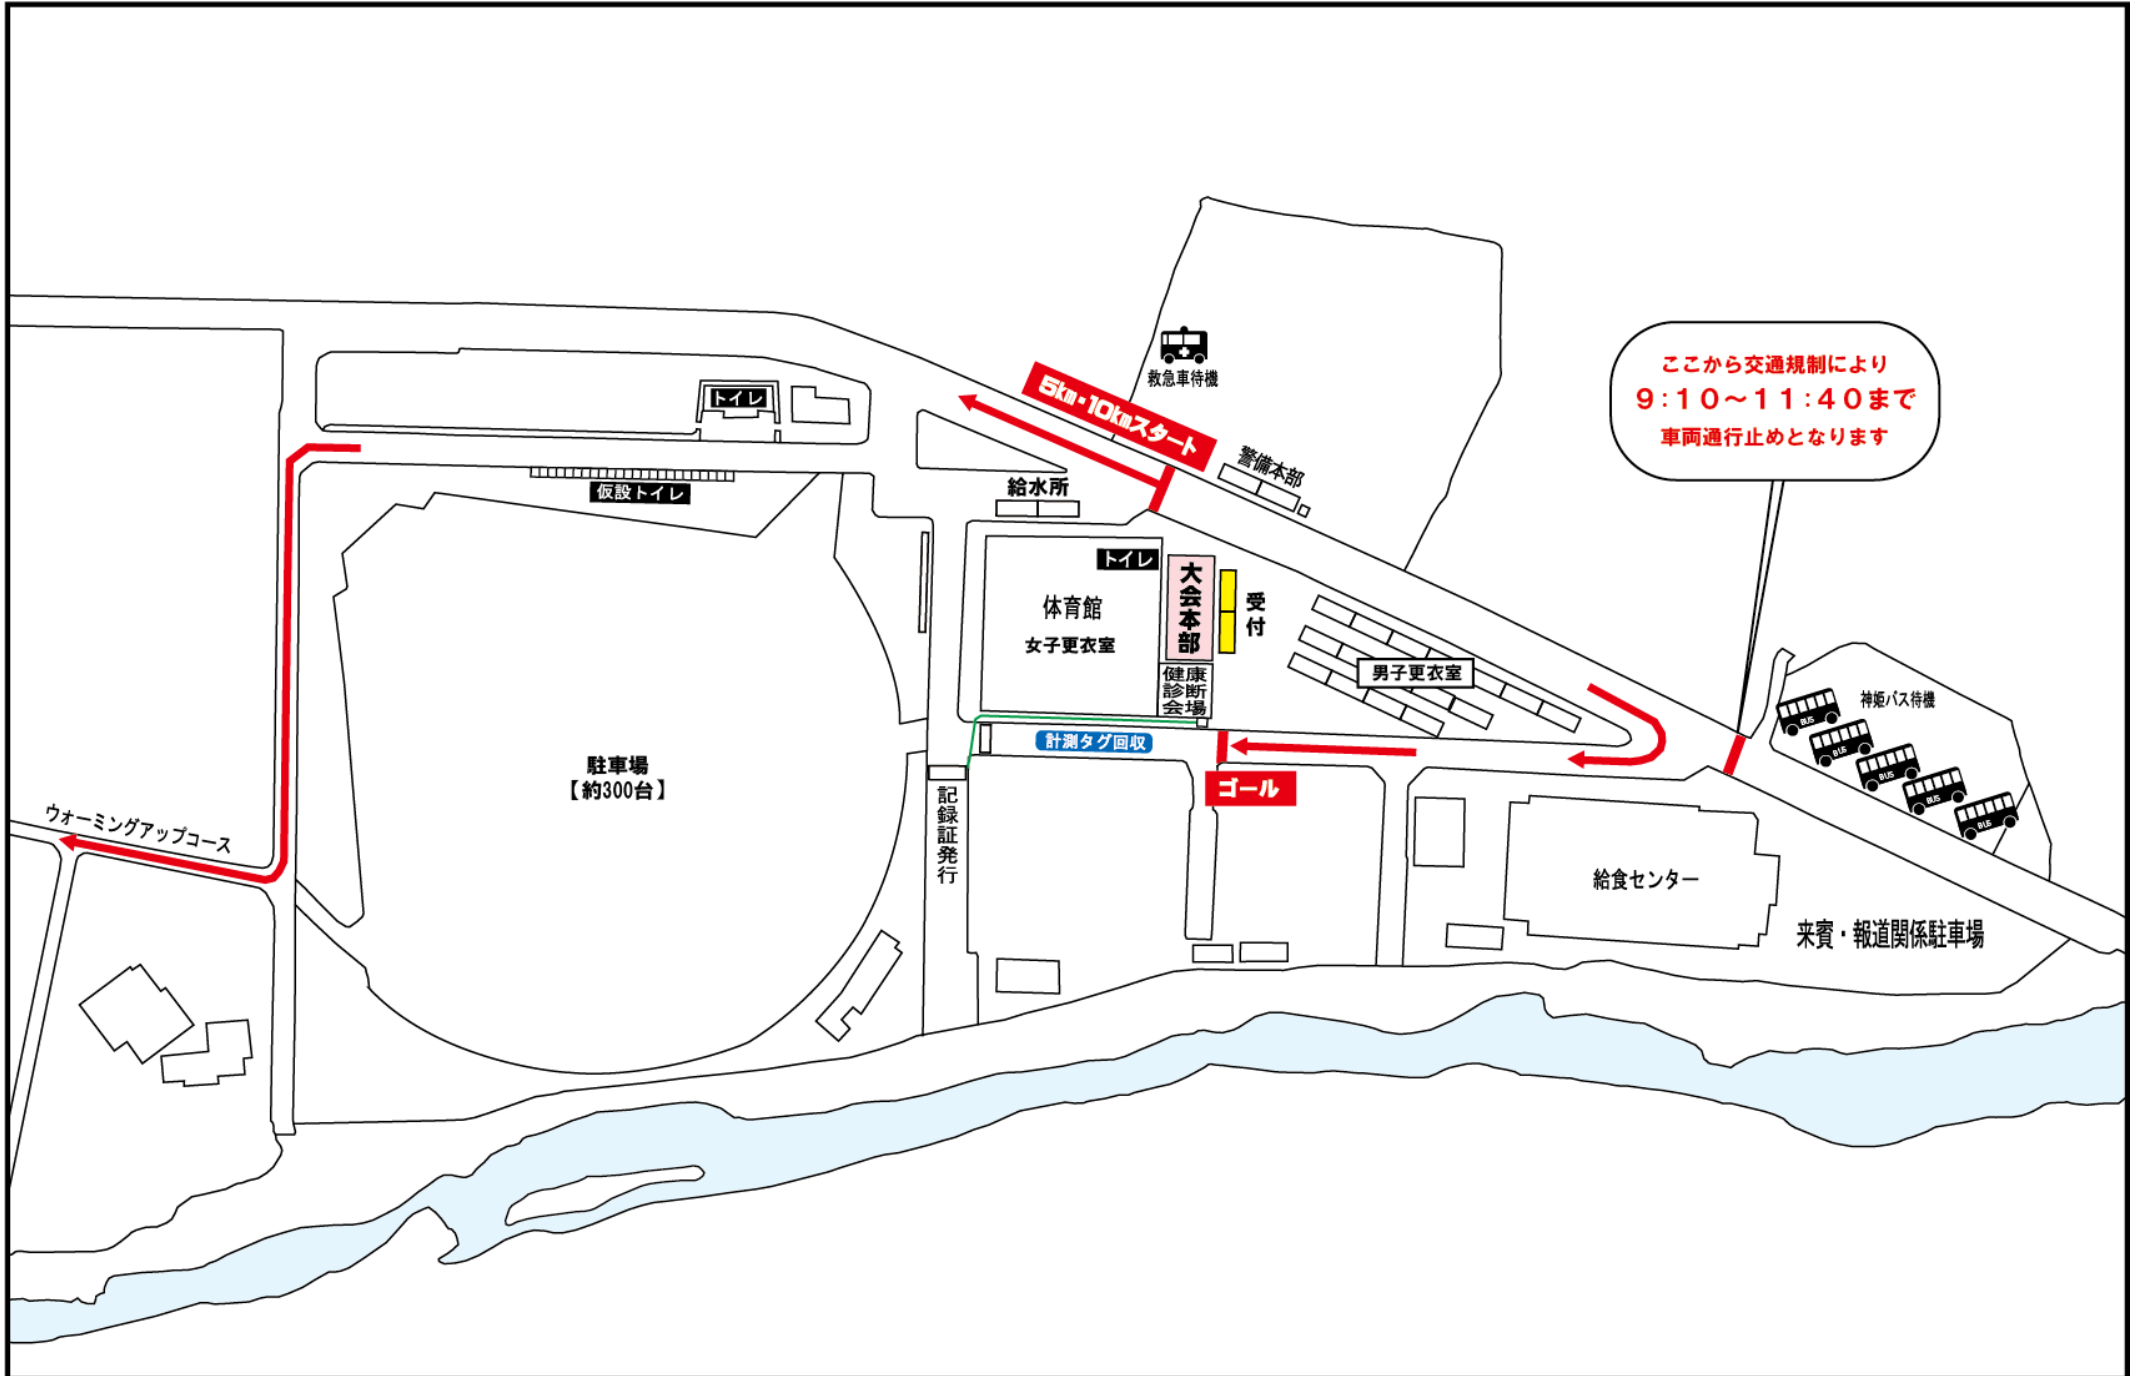 救急車待機
5km・10kmスタート
警備本部
ここから交通規制により
9:10～11:40まで
車両通行止めとなります
トイレ
仮設トイレ
給水所
トイレ
体育館
女子更衣室
大会本部
受付
健康
診断
会場
男子更衣室
神姫バス待機
BUS
BUS
BUS
BUS
BUS
計測タグ回収
ゴール
駐車場
【約300台】
記録証発行
ウォーミングアップコース
給食センター
来賓・報道関係駐車場